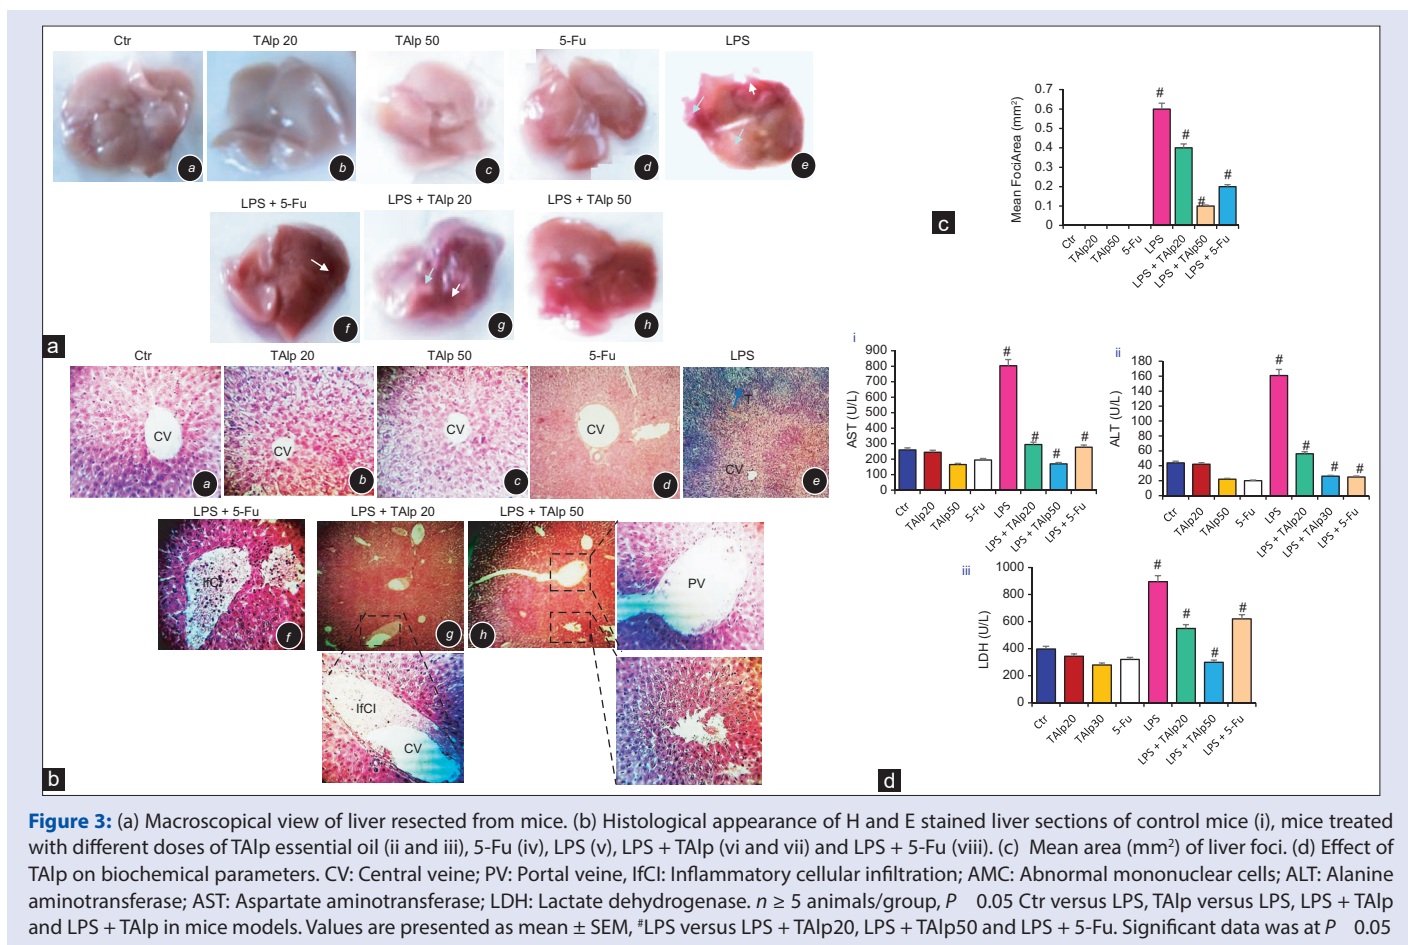 Ctr TAlp 20 TAlp 50 5-Fu LPS
a b c d e
LPS + 5-Fu LPS + TAlp 20 LPS + TAlp 50
f g h
a
Ctr TAlp 20 TAlp 50 5-Fu LPS
CV CV CV CV CV
a b c d e
LPS + 5-Fu LPS + TAlp 20 LPS + TAlp 50
IfCI PV
f g h
IfCI
CV
b
Mean FociArea (mm²)
0.7
0.6
0.5
0.4
0.3
0.2
0.1
0
# # # #
Ctr TAlp20 TAlp50 5-Fu LPS LPS + TAlp20 LPS + TAlp50 LPS + 5-Fu
c
i
AST (U/L)
900
800
700
600
500
400
300
200
100
0
# # # #
Ctr TAlp20 TAlp50 5-Fu LPS LPS + TAlp20 LPS + TAlp50 LPS + 5-Fu
ii
ALT (U/L)
180
160
140
120
100
80
60
40
20
0
# # # #
Ctr TAlp20 TAlp50 5-Fu LPS LPS + TAlp20 LPS + TAlp30 LPS + 5-Fu
iii
LDH (U/L)
1000
800
600
400
200
0
# # # #
Ctr TAlp20 TAlp30 5-Fu LPS LPS + TAlp20 LPS + TAlp50 LPS + 5-Fu
d
Figure 3: (a) Macroscopical view of liver resected from mice. (b) Histological appearance of H and E stained liver sections of control mice (i), mice treated
with different doses of TAlp essential oil (ii and iii), 5-Fu (iv), LPS (v), LPS + TAlp (vi and vii) and LPS + 5-Fu (viii). (c) Mean area (mm²) of liver foci. (d) Effect of
TAlp on biochemical parameters. CV: Central veine; PV: Portal veine, IfCI: Inflammatory cellular infiltration; AMC: Abnormal mononuclear cells; ALT: Alanine
aminotransferase; AST: Aspartate aminotransferase; LDH: Lactate dehydrogenase. n ≥ 5 animals/group, P 0.05 Ctr versus LPS, TAlp versus LPS, LPS + TAlp
and LPS + TAlp in mice models. Values are presented as mean ± SEM, #LPS versus LPS + TAlp20, LPS + TAlp50 and LPS + 5-Fu. Significant data was at P 0.05